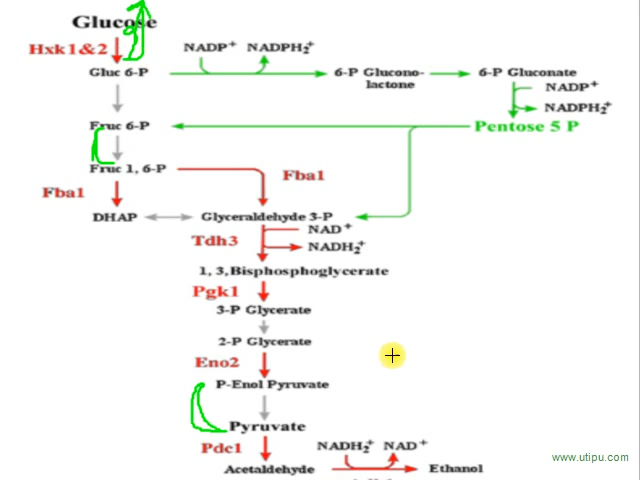 Glucose
Hxk1&2
NADP+ NADPH2+
Gluc 6-P
6-P Glucono-
lactone
6-P Gluconate
NADP+
NADPH2+
Fruc 6-P
Pentose 5 P
Fruc 1, 6-P
Fba1
Fba1
DHAP
Glyceraldehyde 3-P
NAD+
Tdh3
NADH2+
1, 3,Bisphosphoglycerate
Pgk1
3-P Glycerate
2-P Glycerate
Eno2
P-Enol Pyruvate
Pyruvate
Pdc1
NADH2+ NAD+
www.utipu.com
Acetaldehyde
Ethanol